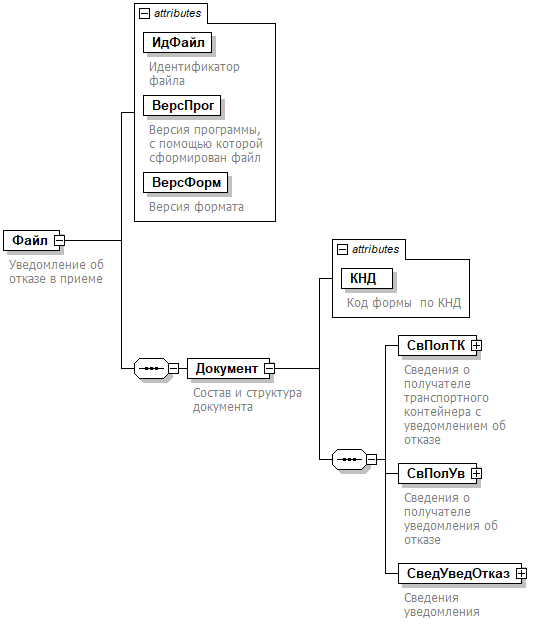 attributes
ИдФайл
Идентификатор
файла
ВерсПрог
Версия программы,
с помощью которой
сформирован файл
ВерсФорм
Версия формата
Файл
Уведомление об
отказе в приеме
Документ
Состав и структура
документа
attributes
КНД
Код формы по КНД
СвПолТК
Сведения о
получателе
транспортного
контейнера с
уведомлением об
отказе
СвПолУв
Сведения о
получателе
уведомления об
отказе
СведУведОтказ
Сведения
уведомления